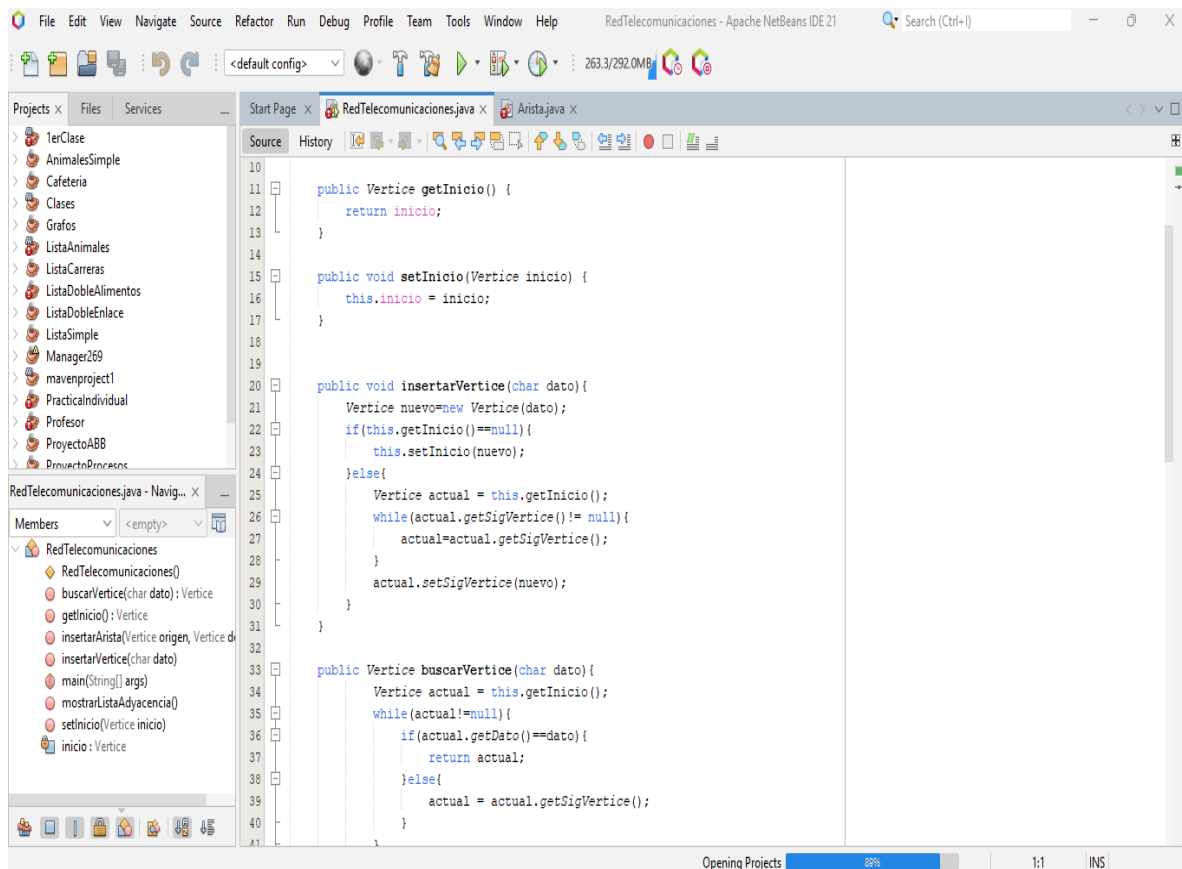 File Edit View Navigate Source Refactor Run Debug Profile Team Tools Window Help RedTelecomunicaciones - Apache NetBeans IDE 21 Search (Ctrl+I)
<default config> 263.3/292.0MB
Projects Files Services
1erClase
AnimalesSimple
Cafeteria
Clases
Grafos
ListaAnimales
ListaCarreras
ListaDobleAlimentos
ListaDobleEnlace
ListaSimple
Manager269
mavenproject1
PracticaIndividual
Profesor
ProyectoABB
ProyectoProcesos
RedTelecomunicaciones.java - Navig...
Members <empty>
RedTelecomunicaciones
RedTelecomunicaciones()
buscarVertice(char dato) : Vertice
getInicio() : Vertice
insertarArista(Vertice origen, Vertice de
insertarVertice(char dato)
main(String[] args)
mostrarListaAdyacencia()
setInicio(Vertice inicio)
inicio : Vertice
Start Page RedTelecomunicaciones.java Arista.java
Source History
10
11 public Vertice getInicio() {
12 return inicio;
13 }
14
15 public void setInicio(Vertice inicio) {
16 this.inicio = inicio;
17 }
18
19
20 public void insertarVertice(char dato){
21 Vertice nuevo=new Vertice(dato);
22 if(this.getInicio()==null){
23 this.setInicio(nuevo);
24 }else{
25 Vertice actual = this.getInicio();
26 while(actual.getSigVertice()!= null){
27 actual=actual.getSigVertice();
28 }
29 actual.setSigVertice(nuevo);
30 }
31 }
32
33 public Vertice buscarVertice(char dato){
34 Vertice actual = this.getInicio();
35 while(actual!=null){
36 if(actual.getDato()==dato){
37 return actual;
38 }else{
39 actual = actual.getSigVertice();
40 }
41 }
Opening Projects 89% 1:1 INS